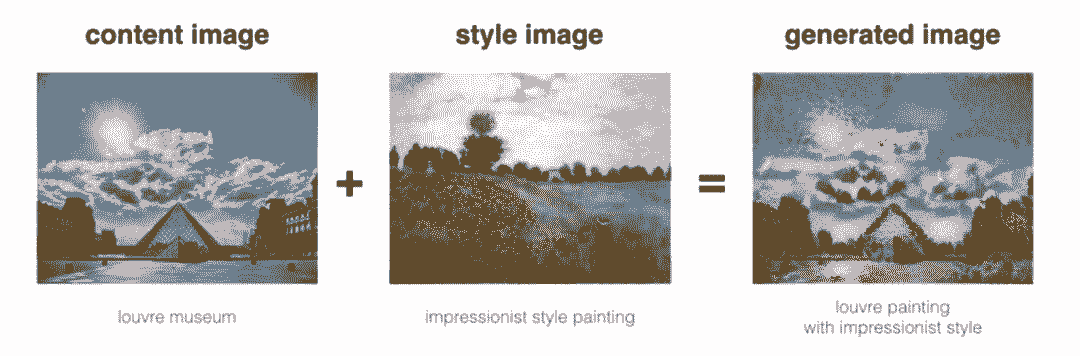 content image
style image
generated image
+
=
louvre museum
impressionist style painting
louvre painting
with impressionist style